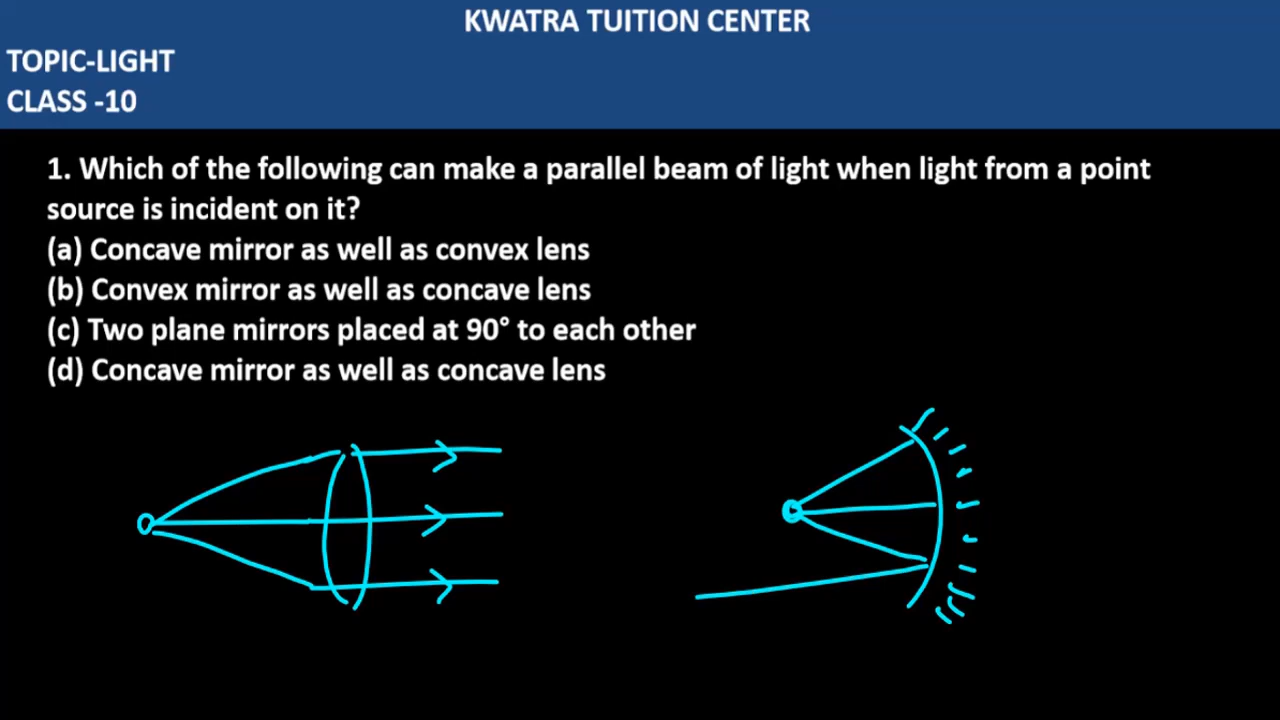 KWATRA TUITION CENTER
TOPIC-LIGHT
CLASS -10
1. Which of the following can make a parallel beam of light when light from a point
source is incident on it?
(a) Concave mirror as well as convex lens
(b) Convex mirror as well as concave lens
(c) Two plane mirrors placed at 90° to each other
(d) Concave mirror as well as concave lens